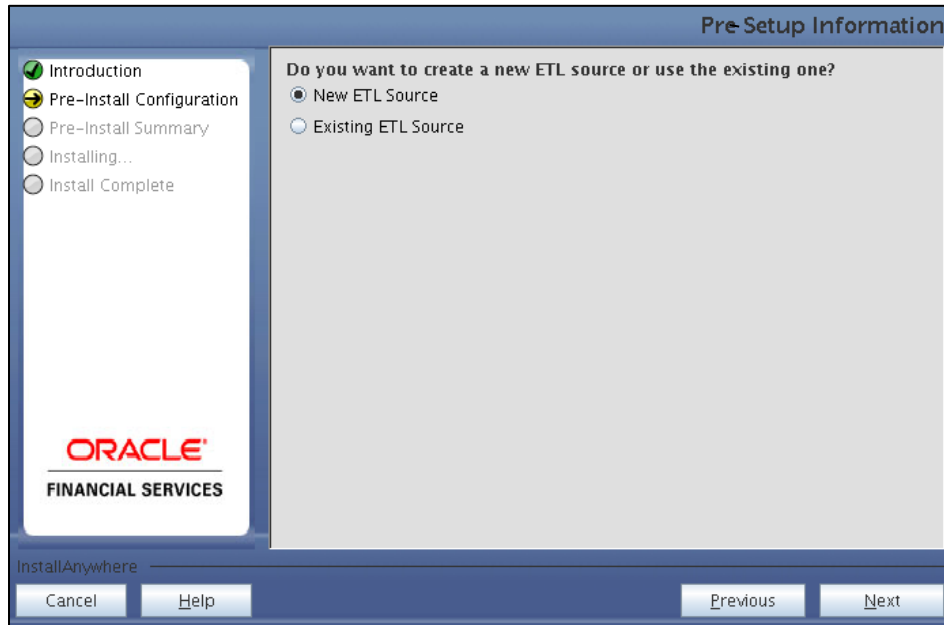 Pre-Setup Information
Introduction
Pre-Install Configuration
Pre-Install Summary
Installing...
Install Complete
Do you want to create a new ETL source or use the existing one?
New ETL Source
Existing ETL Source
ORACLE
FINANCIAL SERVICES
InstallAnywhere
Cancel
Help
Previous
Next